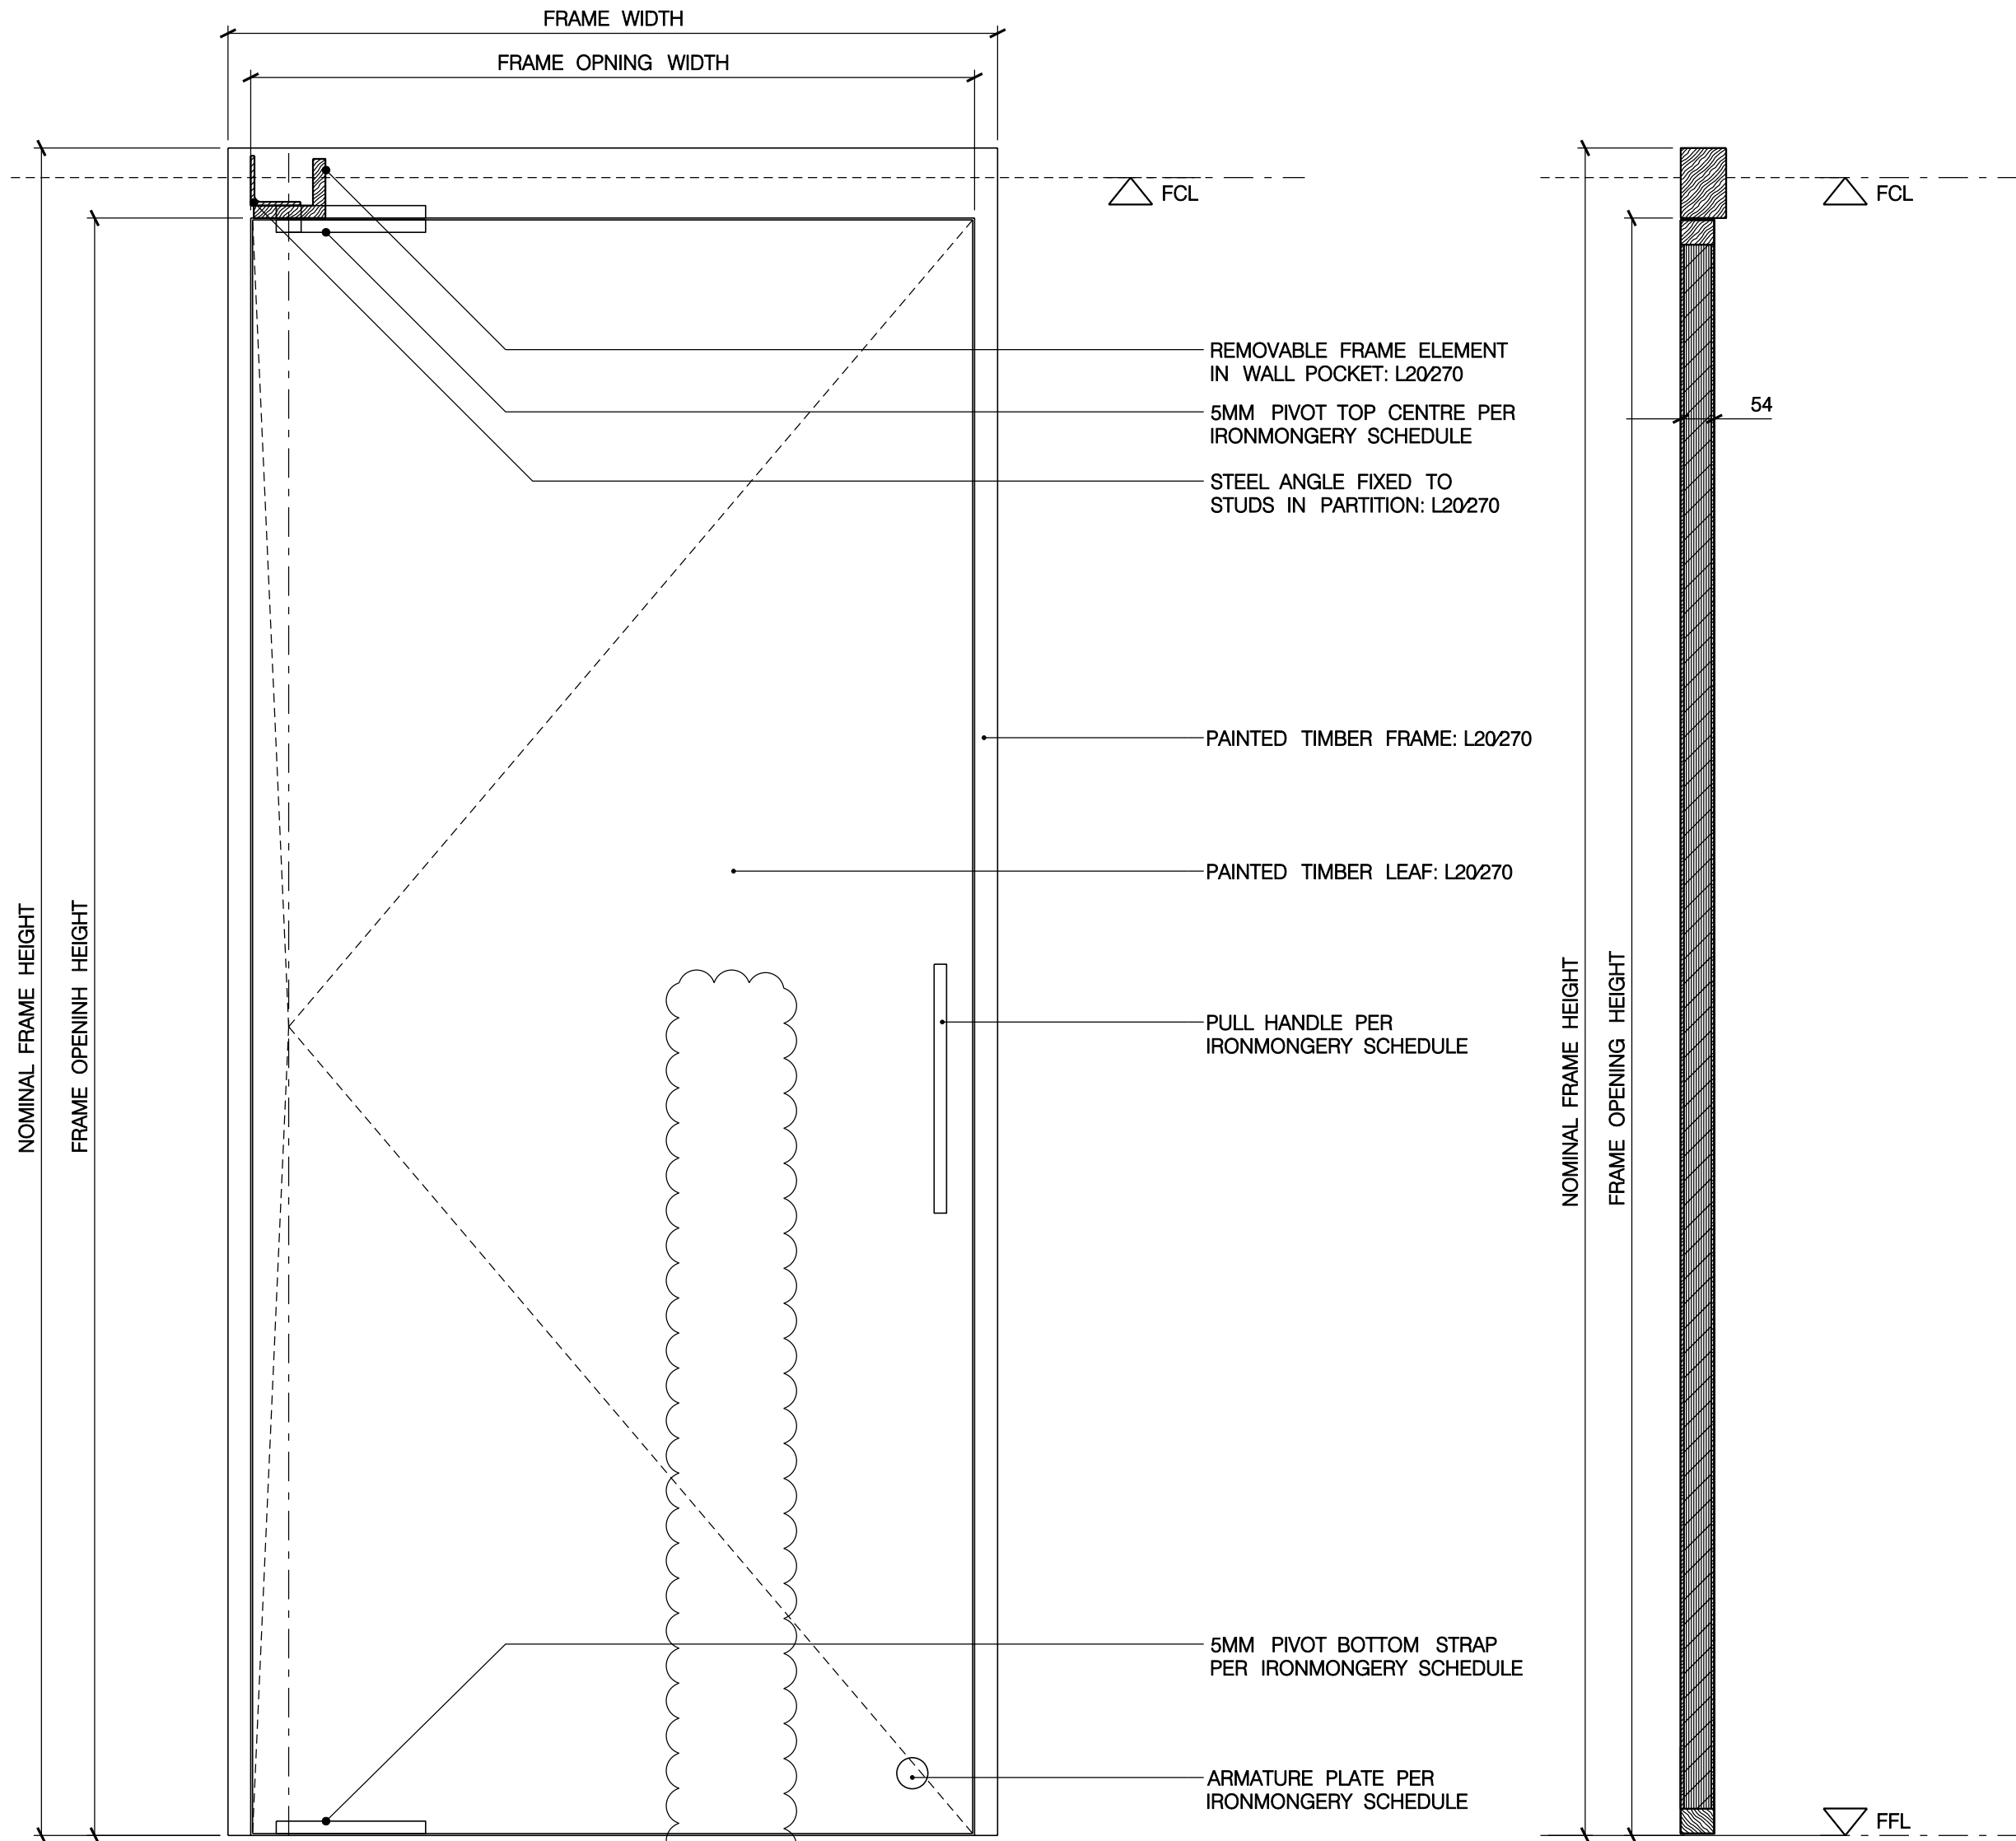 FRAME WIDTH
FRAME OPNING WIDTH
FCL
FCL
REMOVABLE FRAME ELEMENT
IN WALL POCKET: L20/270
5MM PIVOT TOP CENTRE PER
IRONMONGERY SCHEDULE
54
STEEL ANGLE FIXED TO
STUDS IN PARTITION: L20/270
PAINTED TIMBER FRAME: L20/270
PAINTED TIMBER LEAF: L20/270
NOMINAL FRAME HEIGHT
FRAME OPENINH HEIGHT
PULL HANDLE PER
IRONMONGERY SCHEDULE
NOMINAL FRAME HEIGHT
FRAME OPENING HEIGHT
5MM PIVOT BOTTOM STRAP
PER IRONMONGERY SCHEDULE
ARMATURE PLATE PER
IRONMONGERY SCHEDULE
FFL